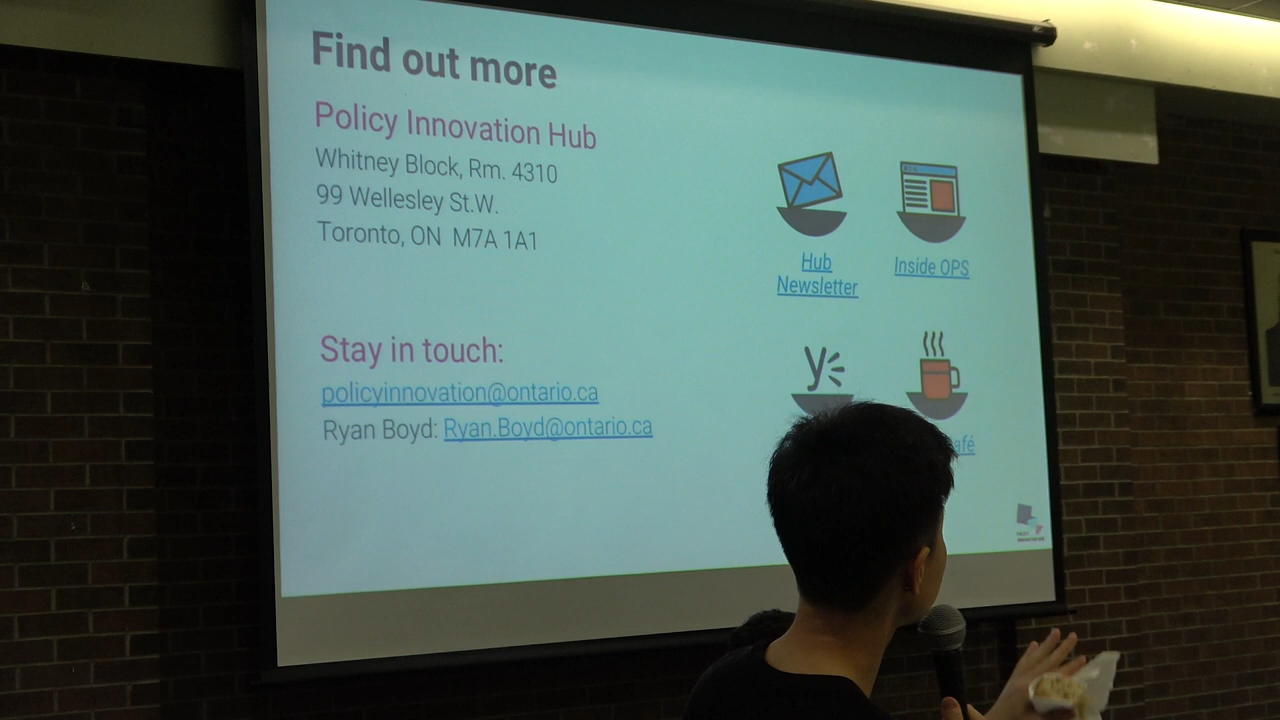 Find out more
Policy Innovation Hub
Whitney Block, Rm. 4310
99 Wellesley St.W.
Toronto, ON M7A 1A1
Stay in touch:
policyinnovation@ontario.ca
Ryan Boyd: Ryan.Boyd@ontario.ca
Hub
Newsletter
Inside OPS
y
afé